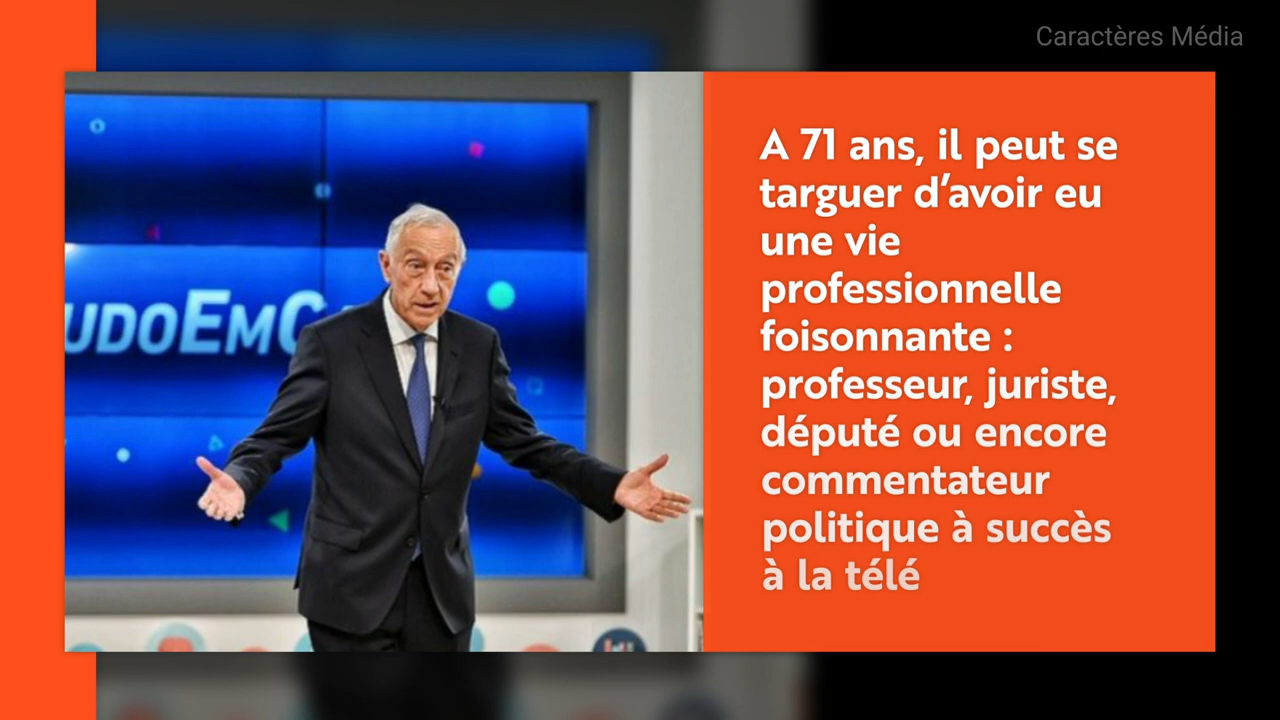 Caractères Média
UDOEMC
A 71 ans, il peut se
targuer d’avoir eu
une vie
professionnelle
foisonnante :
professeur, juriste,
député ou encore
commentateur
politique à succès
à la télé